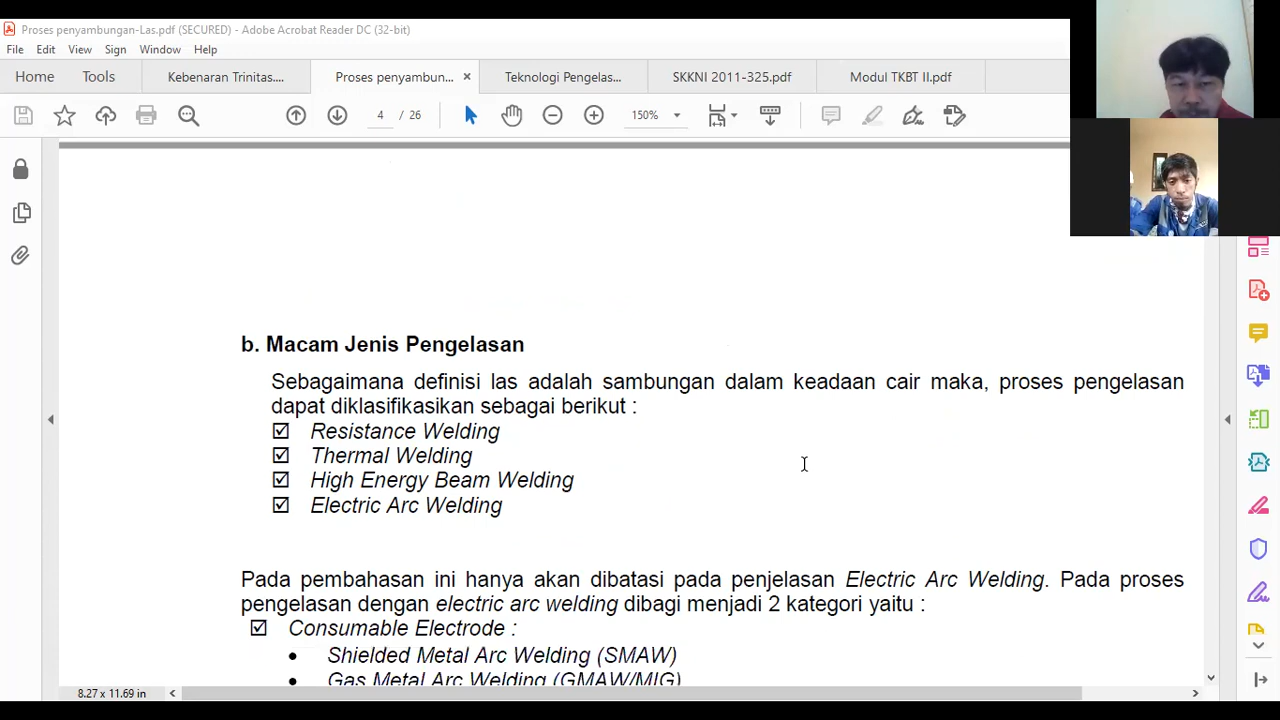 Proses penyambungan-Las.pdf (SECURED) - Adobe Acrobat Reader DC (32-bit)
File Edit View Sign Window Help
Home Tools Kebenaran Trinitas.... Proses penyambun... × Teknologi Pengelas... SKKNI 2011-325.pdf Modul TKBT II.pdf
4 / 26 150%
b. Macam Jenis Pengelasan
Sebagaimana definisi las adalah sambungan dalam keadaan cair maka, proses pengelasan
dapat diklasifikasikan sebagai berikut :
☑ Resistance Welding
☑ Thermal Welding
☑ High Energy Beam Welding
☑ Electric Arc Welding
Pada pembahasan ini hanya akan dibatasi pada penjelasan Electric Arc Welding. Pada proses
pengelasan dengan electric arc welding dibagi menjadi 2 kategori yaitu :
☑ Consumable Electrode :
• Shielded Metal Arc Welding (SMAW)
• Gas Metal Arc Welding (GMAW/MIG)
8.27 x 11.69 in